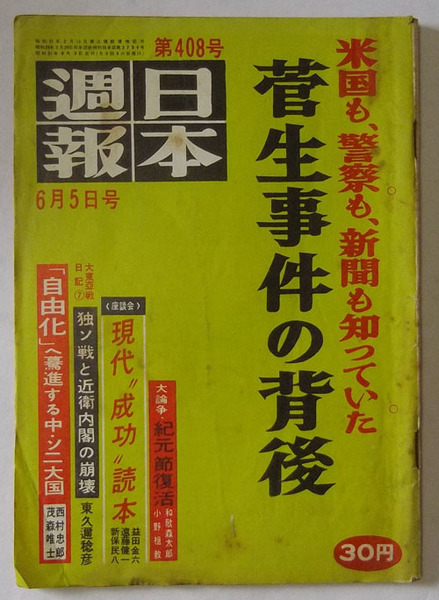 第408号
日本
週報
6月5日号
米国も、警察も、新聞も知っていた
菅生事件の背後
大論争・紀元節復活
和歌森太郎
小野祖教
(座談会)
現代〝成功〟読本
益田金六
遠藤健一
新保民八
大東亜戦
日記⑦
独ソ戦と近衛内閣の崩壊
東久邇稔彦
「自由化」へ驀進する中・ソ二大国
西村忠郎
茂森唯士
30円